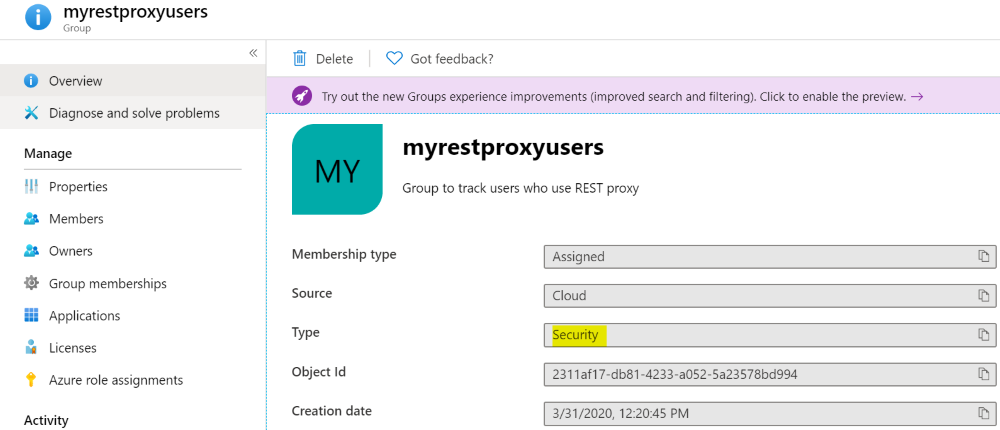 myrestproxyusers
Group
«
Overview
Diagnose and solve problems
Manage
Properties
Members
Owners
Group memberships
Applications
Licenses
Azure role assignments
Activity
Delete
Got feedback?
Try out the new Groups experience improvements (improved search and filtering). Click to enable the preview. →
MY
myrestproxyusers
Group to track users who use REST proxy
Membership type Assigned
Source Cloud
Type Security
Object Id 2311af17-db81-4233-a052-5a23578bd994
Creation date 3/31/2020, 12:20:45 PM